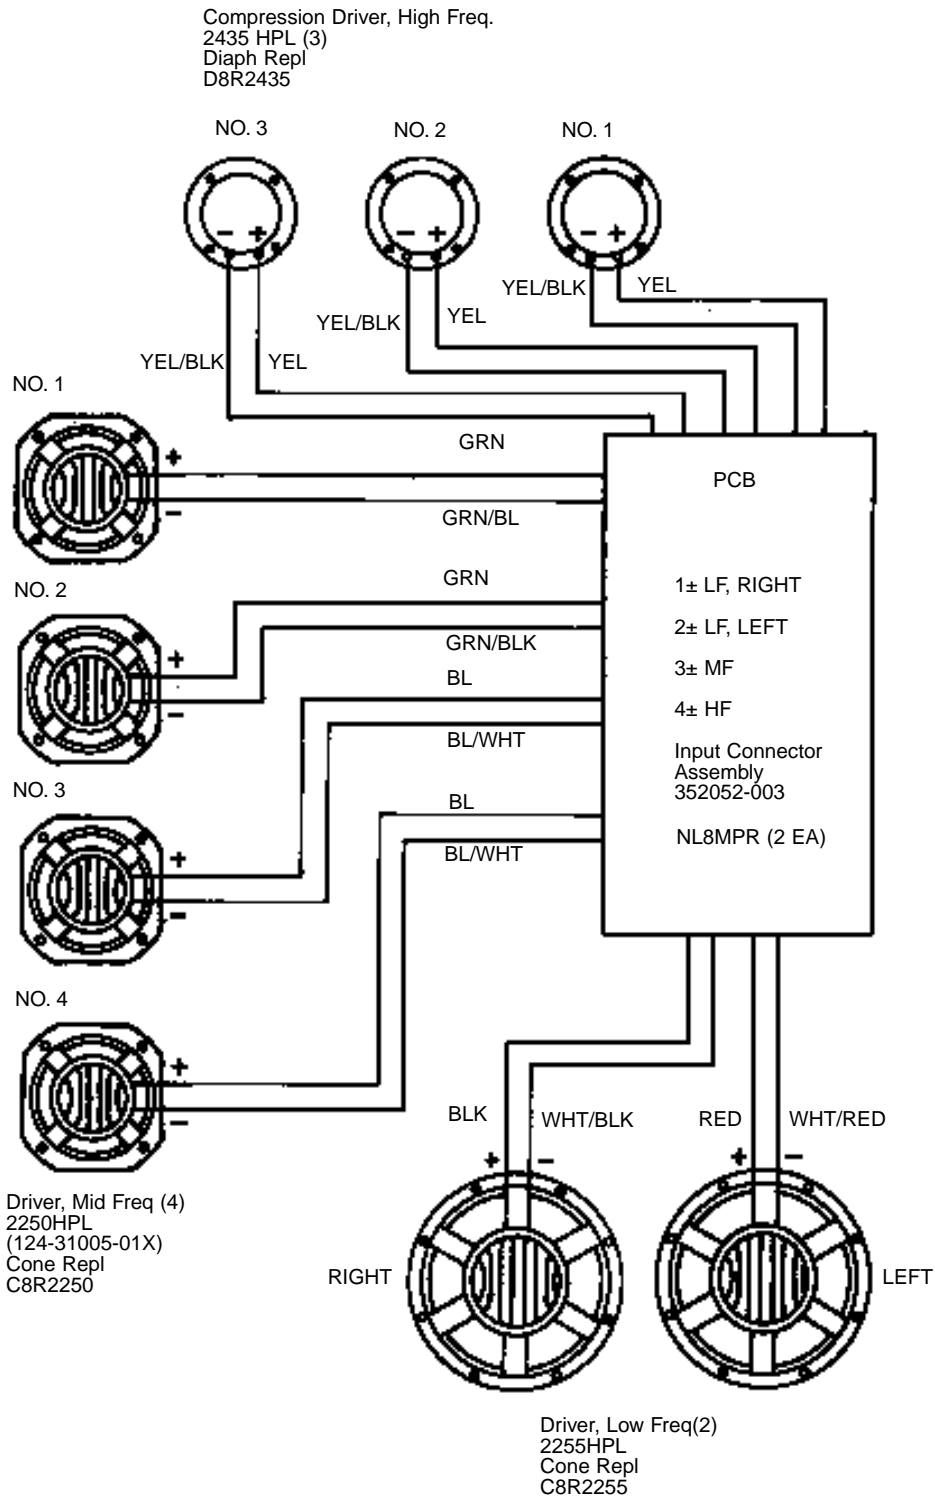 Compression Driver, High Freq.
2435 HPL (3)
Diaph Repl
D8R2435
NO. 3
NO. 2
NO. 1
- +
- +
- +
YEL/BLK
YEL
YEL/BLK
YEL
YEL/BLK
YEL
NO. 1
+
-
GRN
GRN/BL
PCB
NO. 2
+
-
GRN
GRN/BLK
1± LF, RIGHT
2± LF, LEFT
3± MF
4± HF
Input Connector
Assembly
352052-003
NL8MPR (2 EA)
BL
BL/WHT
NO. 3
+
-
BL
BL/WHT
NO. 4
+
-
BLK
WHT/BLK
RED
WHT/RED
+ -
+ -
Driver, Mid Freq (4)
2250HPL
(124-31005-01X)
Cone Repl
C8R2250
RIGHT
LEFT
Driver, Low Freq(2)
2255HPL
Cone Repl
C8R2255